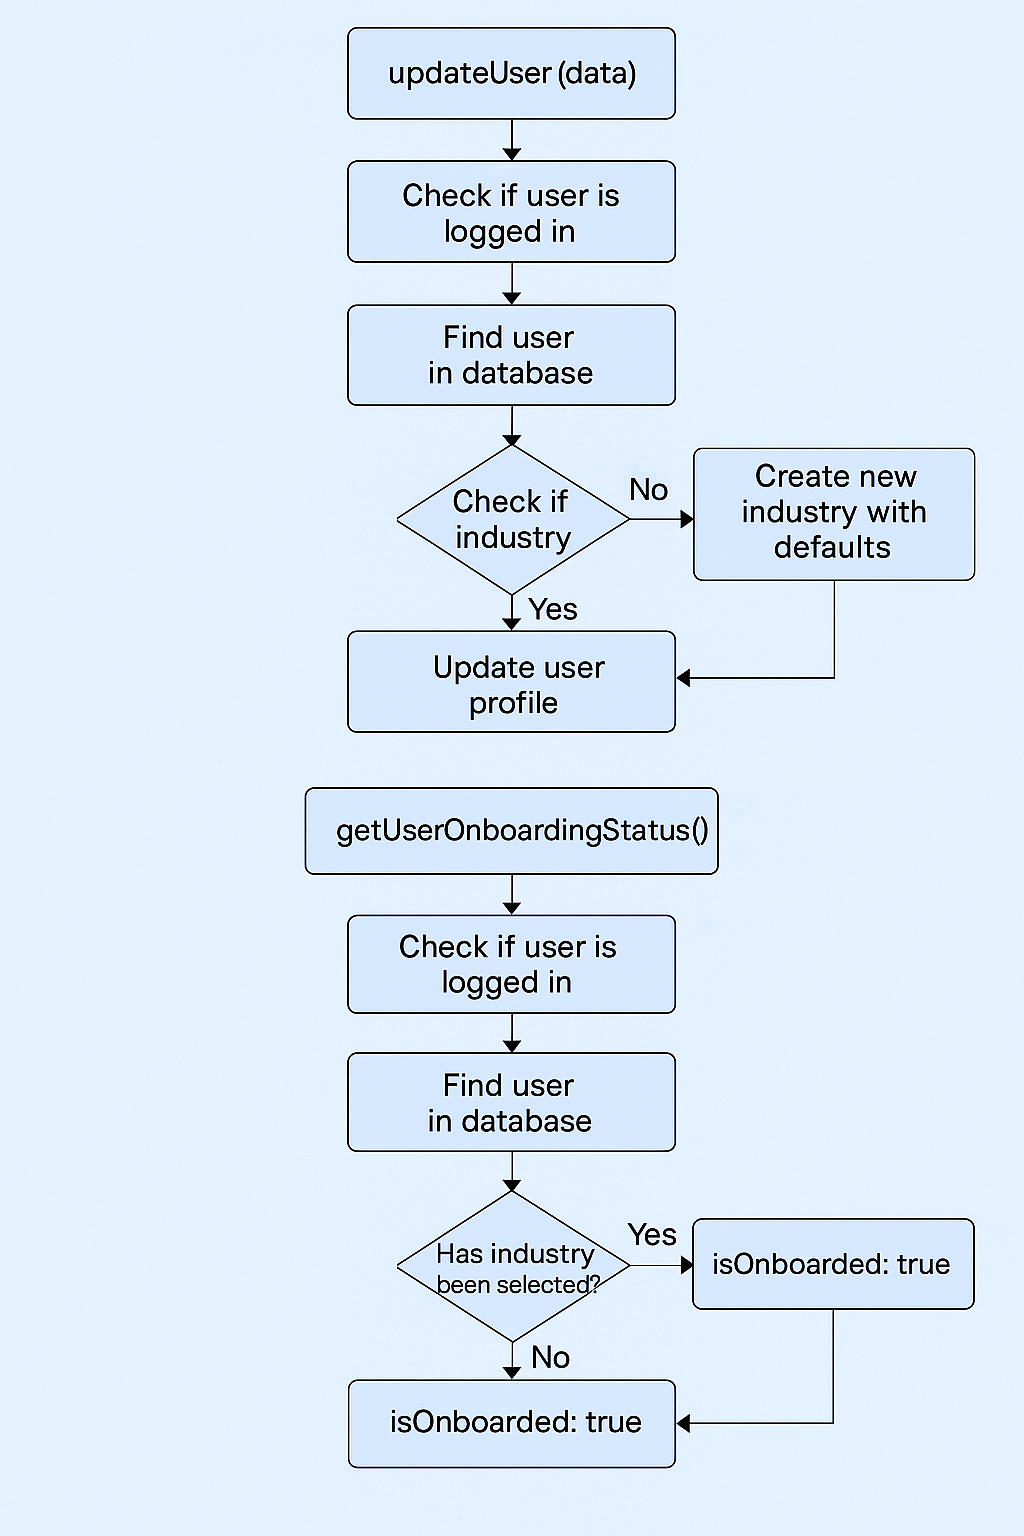 updateUser (data)
Check if user is
logged in
Find user
in database
Check if
industry
No
Create new
industry with
defaults
Yes
Update user
profile
getUserOnboardingStatus()
Check if user is
logged in
Find user
in database
Has industry
been selected?
Yes
isOnboarded: true
No
isOnboarded: true